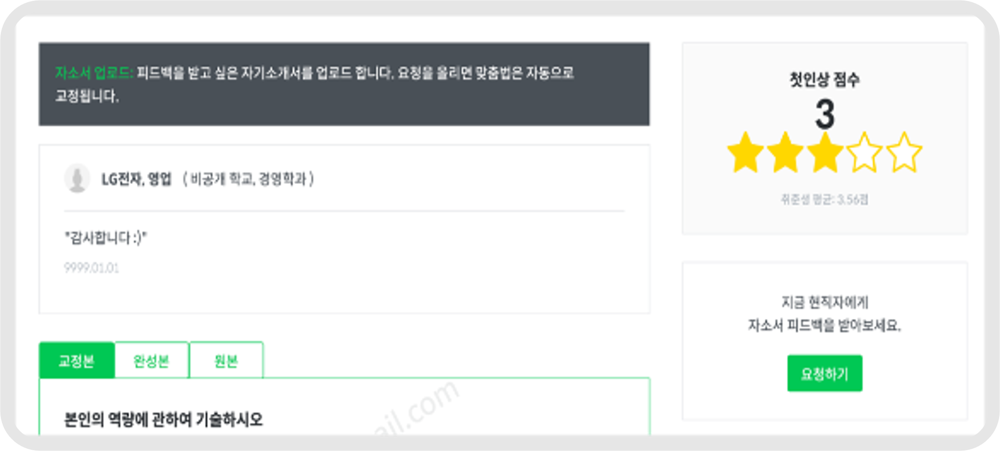 자소서 업로드: 피드백을 받고 싶은 자기소개서를 업로드 합니다. 요청을 올리면 맞춤법은 자동으로
교정됩니다.
LG전자, 영업 ( 비공개 학교, 경영학과 )
"감사합니다 :)"
9999.01.01
교정본 완성본 원본
본인의 역량에 관하여 기술하시오
ail.com
첫인상 점수
3
취준생 평균: 3.56점
지금 현직자에게
자소서 피드백을 받아보세요.
요청하기